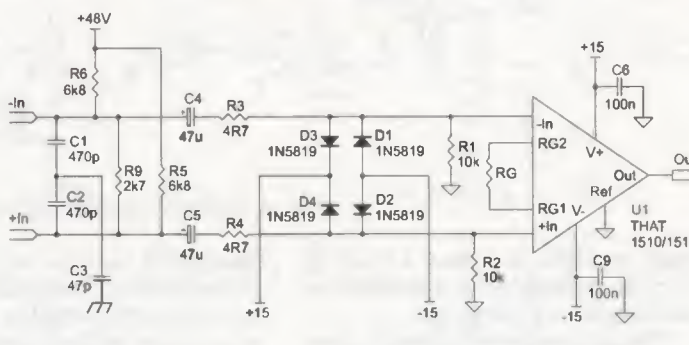 +48V
R6
6k8
-In
C1
470p
C2
470p
+In
C3
47p
R9
2k7
R5
6k8
C4
47u
R3
4R7
C5
47u
R4
4R7
D3
1N5819
D1
1N5819
D4
1N5819
D2
1N5819
+15
-15
R1
10k
R2
10k
RG
+15
C6
100n
-In
RG2
V+
Out
Ref
RG1
V-
+In
Ou
U1
THAT
1510/151
C9
100n
-15